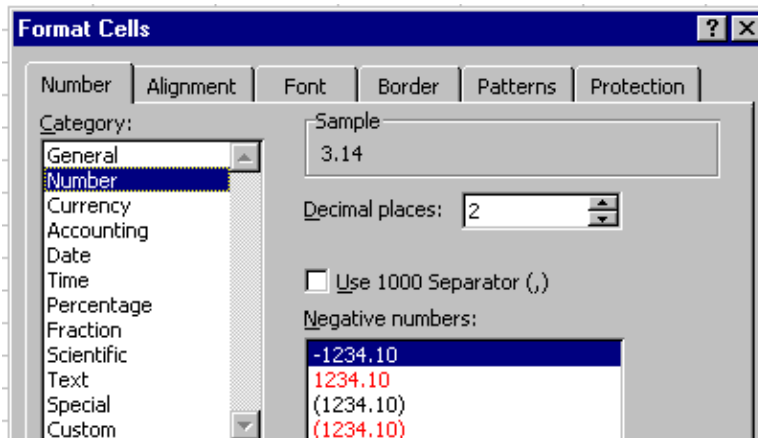 Format Cells ? X
Number Alignment Font Border Patterns Protection
Category:
General
Number
Currency
Accounting
Date
Time
Percentage
Fraction
Scientific
Text
Special
Custom
Sample
3.14
Decimal places: 2
Use 1000 Separator (,)
Negative numbers:
-1234.10
1234.10
(1234.10)
(1234.10)